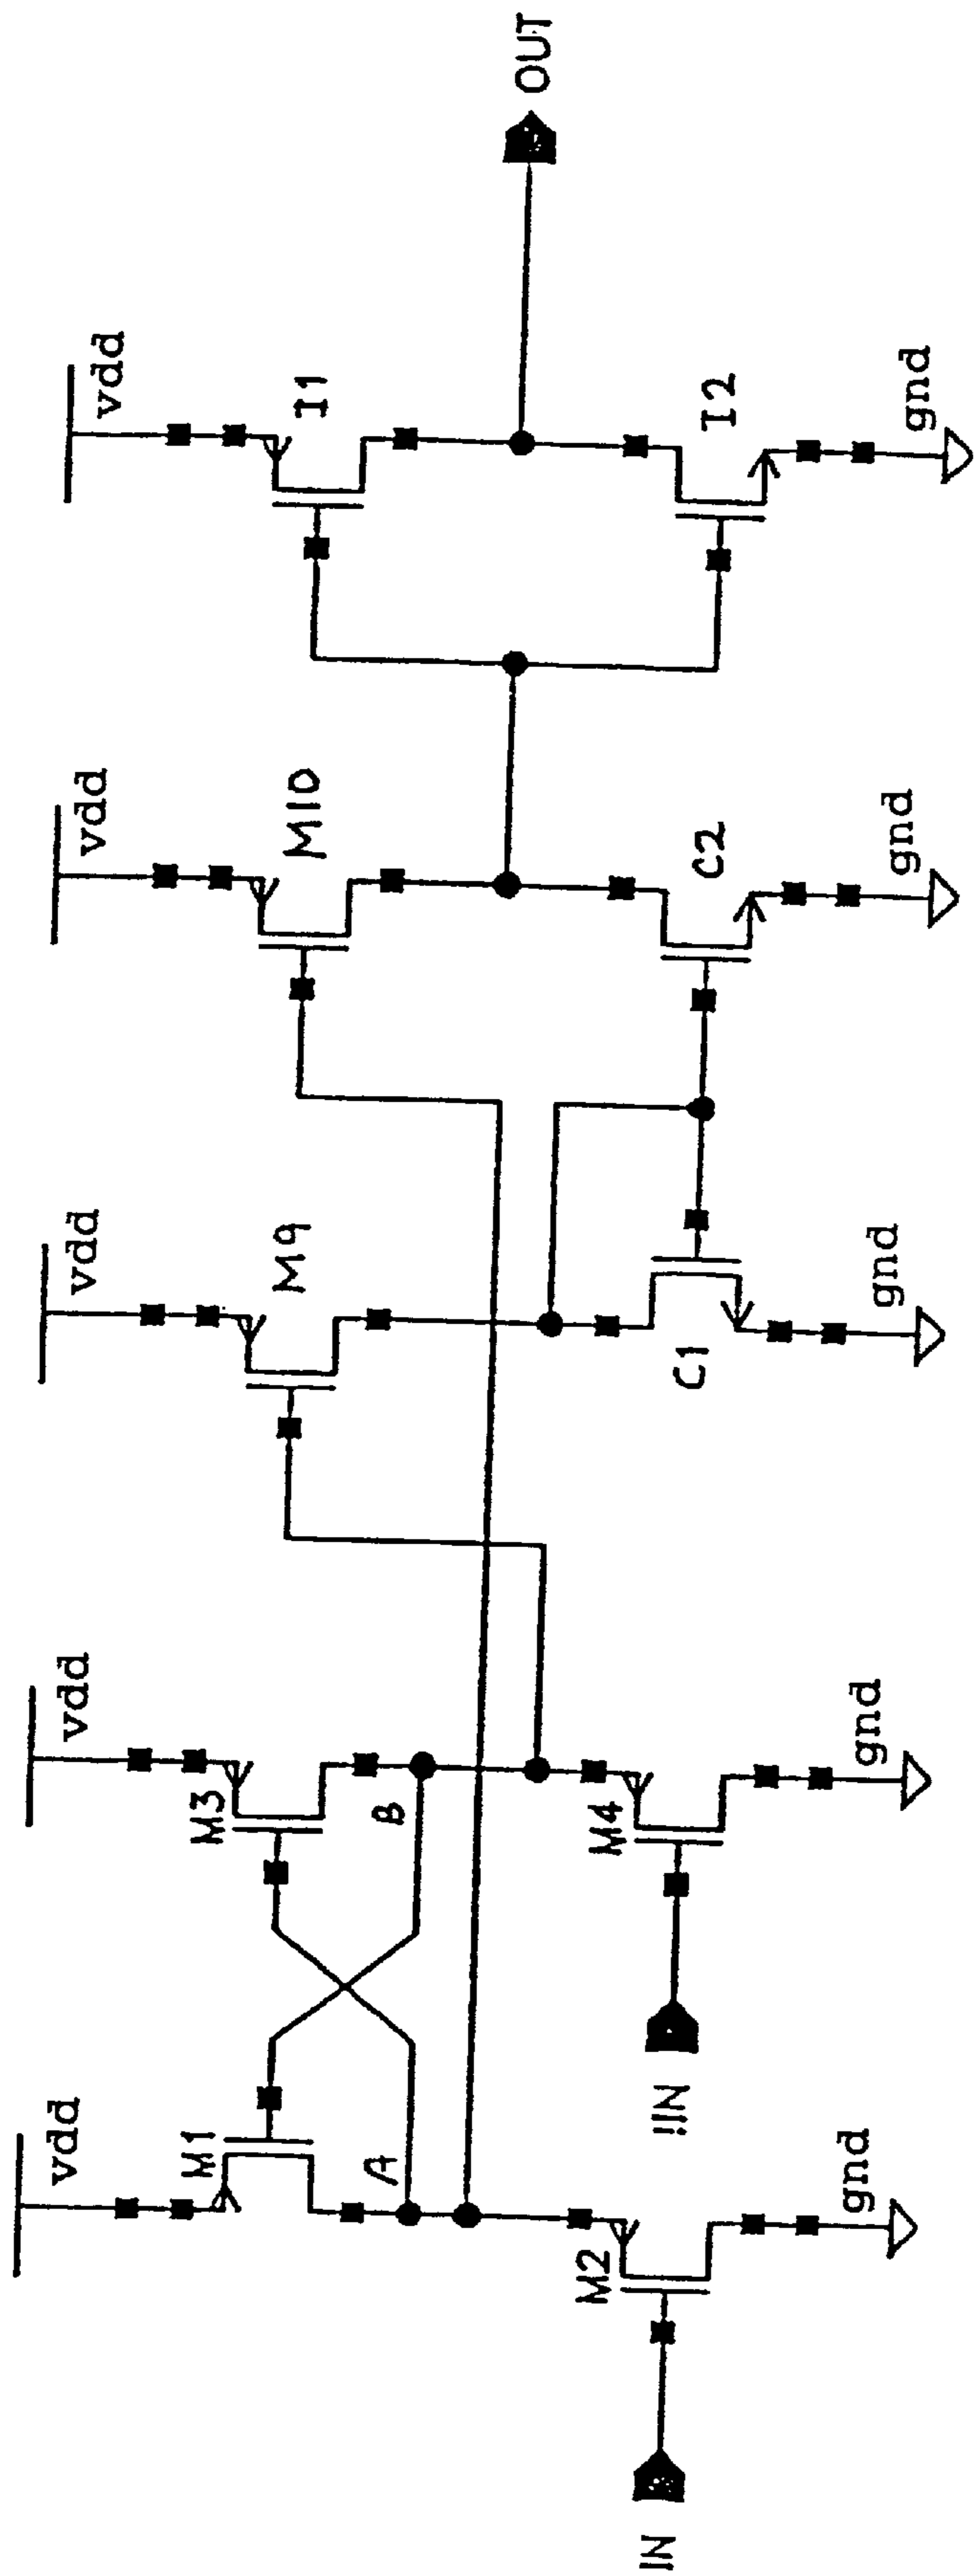 vdd
vdd
vdd
vdd
vdd
M1
M3
M9
M10
I1
A
B
OUT
IN
M2
!IN
M4
C1
C2
I2
gnd
gnd
gnd
gnd
gnd